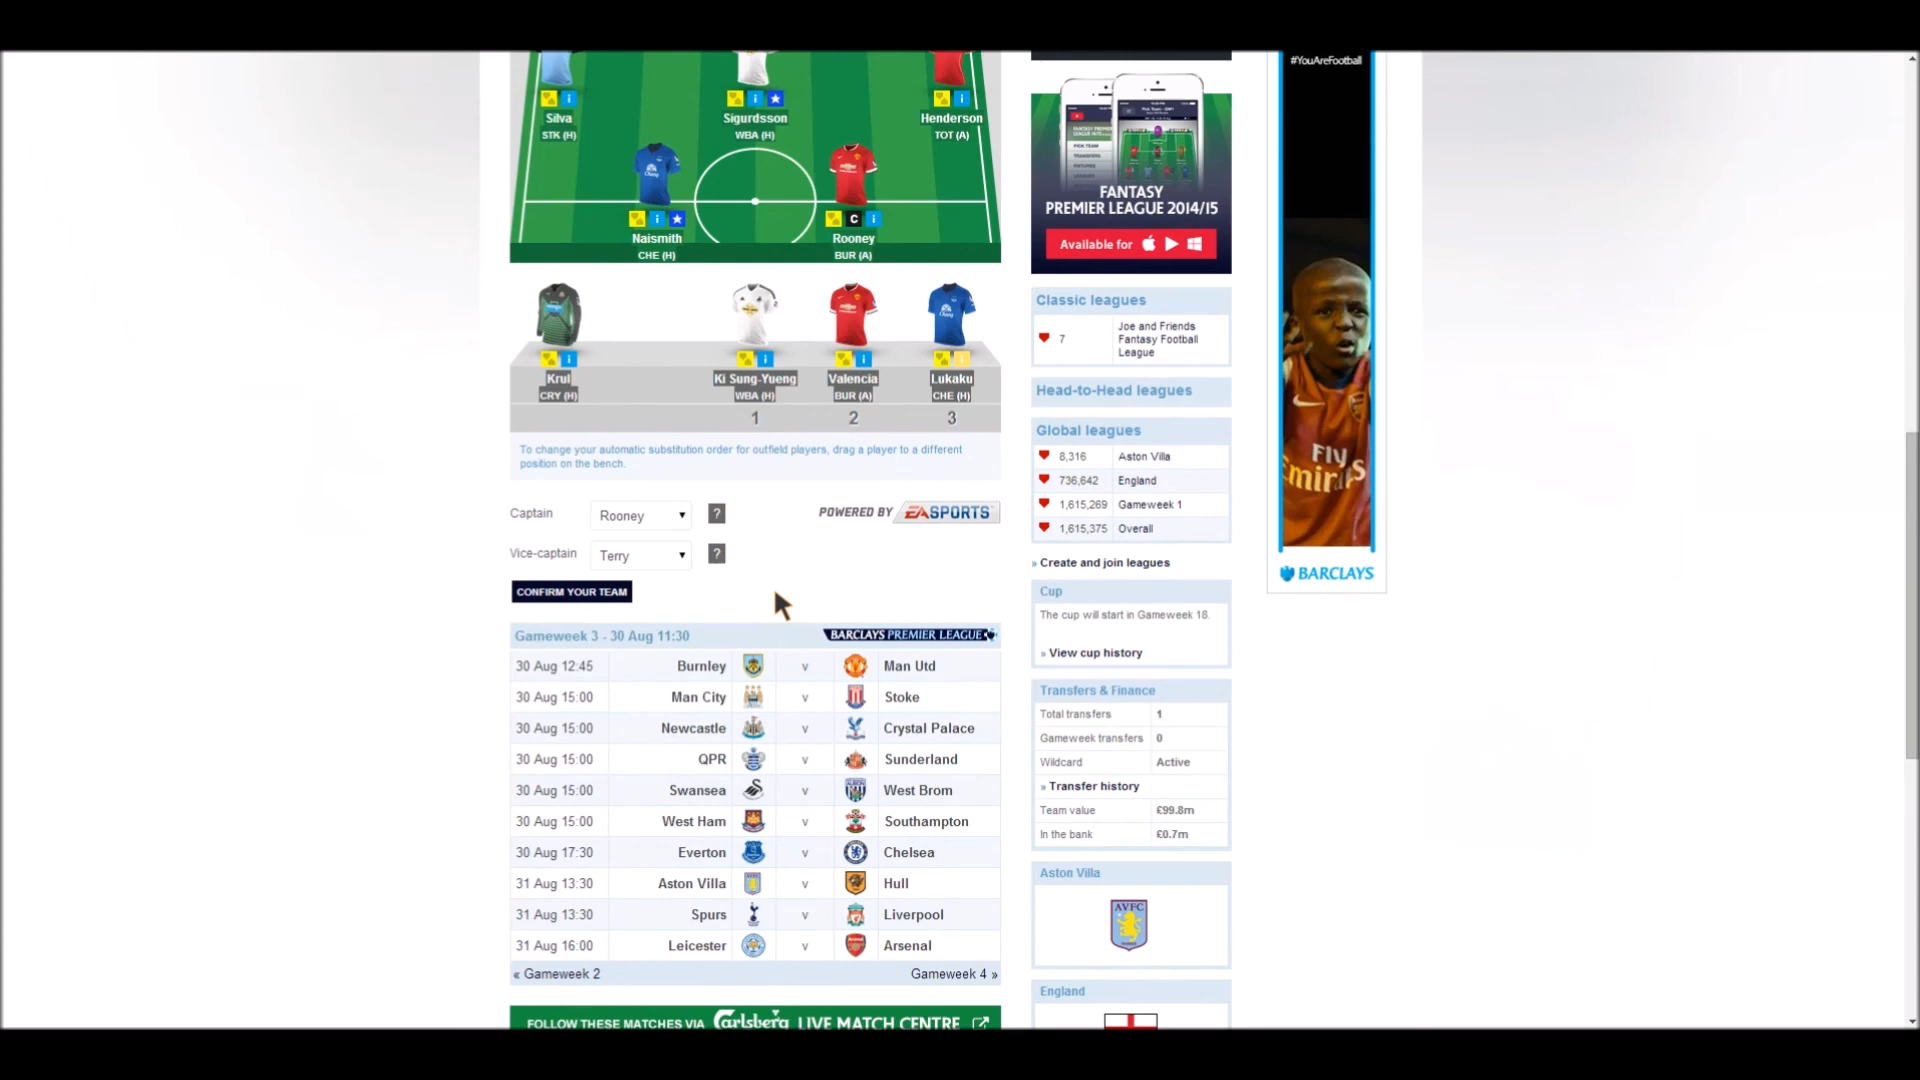 #YouAreFootball
Silva
STK (H)
Sigurdsson
WBA (H)
Henderson
TOT (A)
Naismith
CHE (H)
C
Rooney
BUR (A)
Krul
CRY (H)
Ki Sung-Yueng
WBA (H)
1
Valencia
BUR (A)
2
Lukaku
CHE (H)
3
To change your automatic substitution order for outfield players, drag a player to a different
position on the bench.
Captain
Rooney
?
POWERED BY EA SPORTS
Vice-captain
Terry
?
CONFIRM YOUR TEAM
Gameweek 3 - 30 Aug 11:30
BARCLAYS PREMIER LEAGUE
30 Aug 12:45 Burnley v Man Utd
30 Aug 15:00 Man City v Stoke
30 Aug 15:00 Newcastle v Crystal Palace
30 Aug 15:00 QPR v Sunderland
30 Aug 15:00 Swansea v West Brom
30 Aug 15:00 West Ham v Southampton
30 Aug 17:30 Everton v Chelsea
31 Aug 13:30 Aston Villa v Hull
31 Aug 13:30 Spurs v Liverpool
31 Aug 16:00 Leicester v Arsenal
« Gameweek 2
Gameweek 4 »
FOLLOW THESE MATCHES VIA Carlsberg LIVE MATCH CENTRE
PICK TEAM
TRANSFERS
FANTASY
PREMIER LEAGUE 2014/15
Available for
Classic leagues
7 Joe and Friends
Fantasy Football
League
Head-to-Head leagues
Global leagues
8,316 Aston Villa
736,642 England
1,615,269 Gameweek 1
1,615,375 Overall
» Create and join leagues
Cup
The cup will start in Gameweek 18.
» View cup history
Transfers & Finance
Total transfers 1
Gameweek transfers 0
Wildcard Active
» Transfer history
Team value £99.8m
In the bank £0.7m
Aston Villa
AVFC
England
Fly
Emirates
BARCLAYS